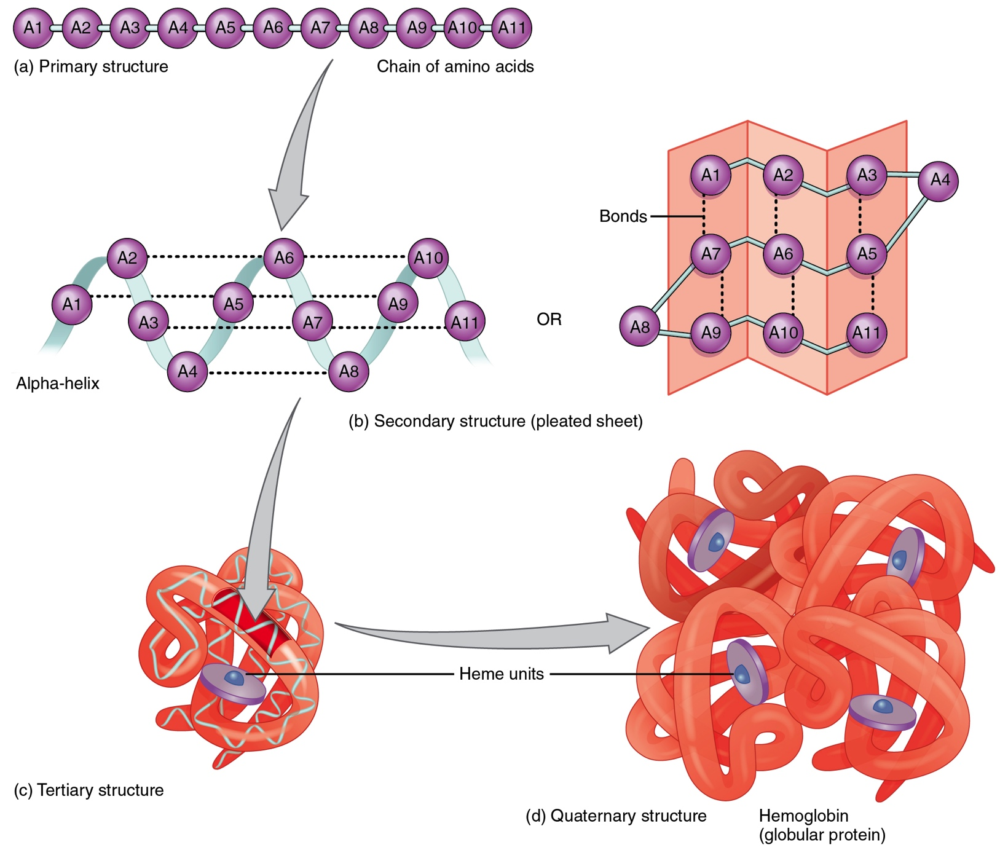 A1 A2 A3 A4 A5 A6 A7 A8 A9 A10 A11
(a) Primary structure Chain of amino acids
A1 A2 A3 A4
Bonds
A7 A6 A5
A8 A9 A10 A11
A2 A6 A10
A1 A5 A9
A3 A7 A11
A4 A8
Alpha-helix
OR
(b) Secondary structure (pleated sheet)
Heme units
(c) Tertiary structure
(d) Quaternary structure Hemoglobin
(globular protein)